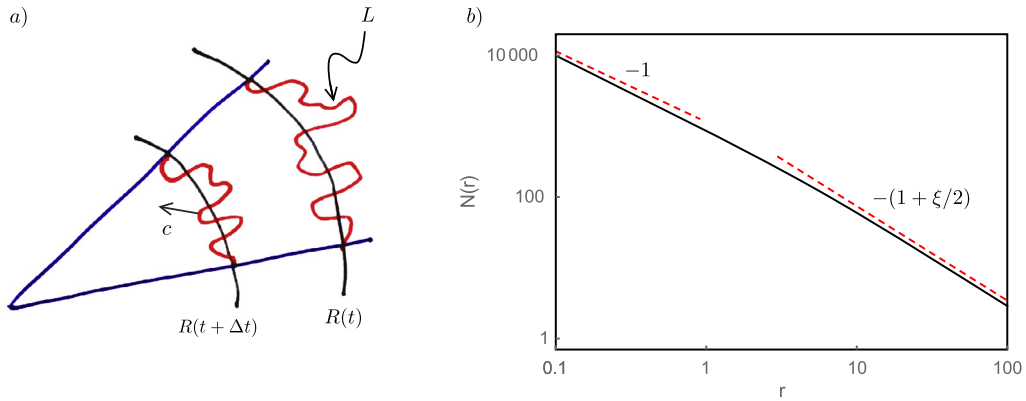 a)
L
c
R(t + Δt)
R(t)
b)
N(r)
10 000
100
1
−1
−(1 + ξ/2)
0.1
1
10
100
r